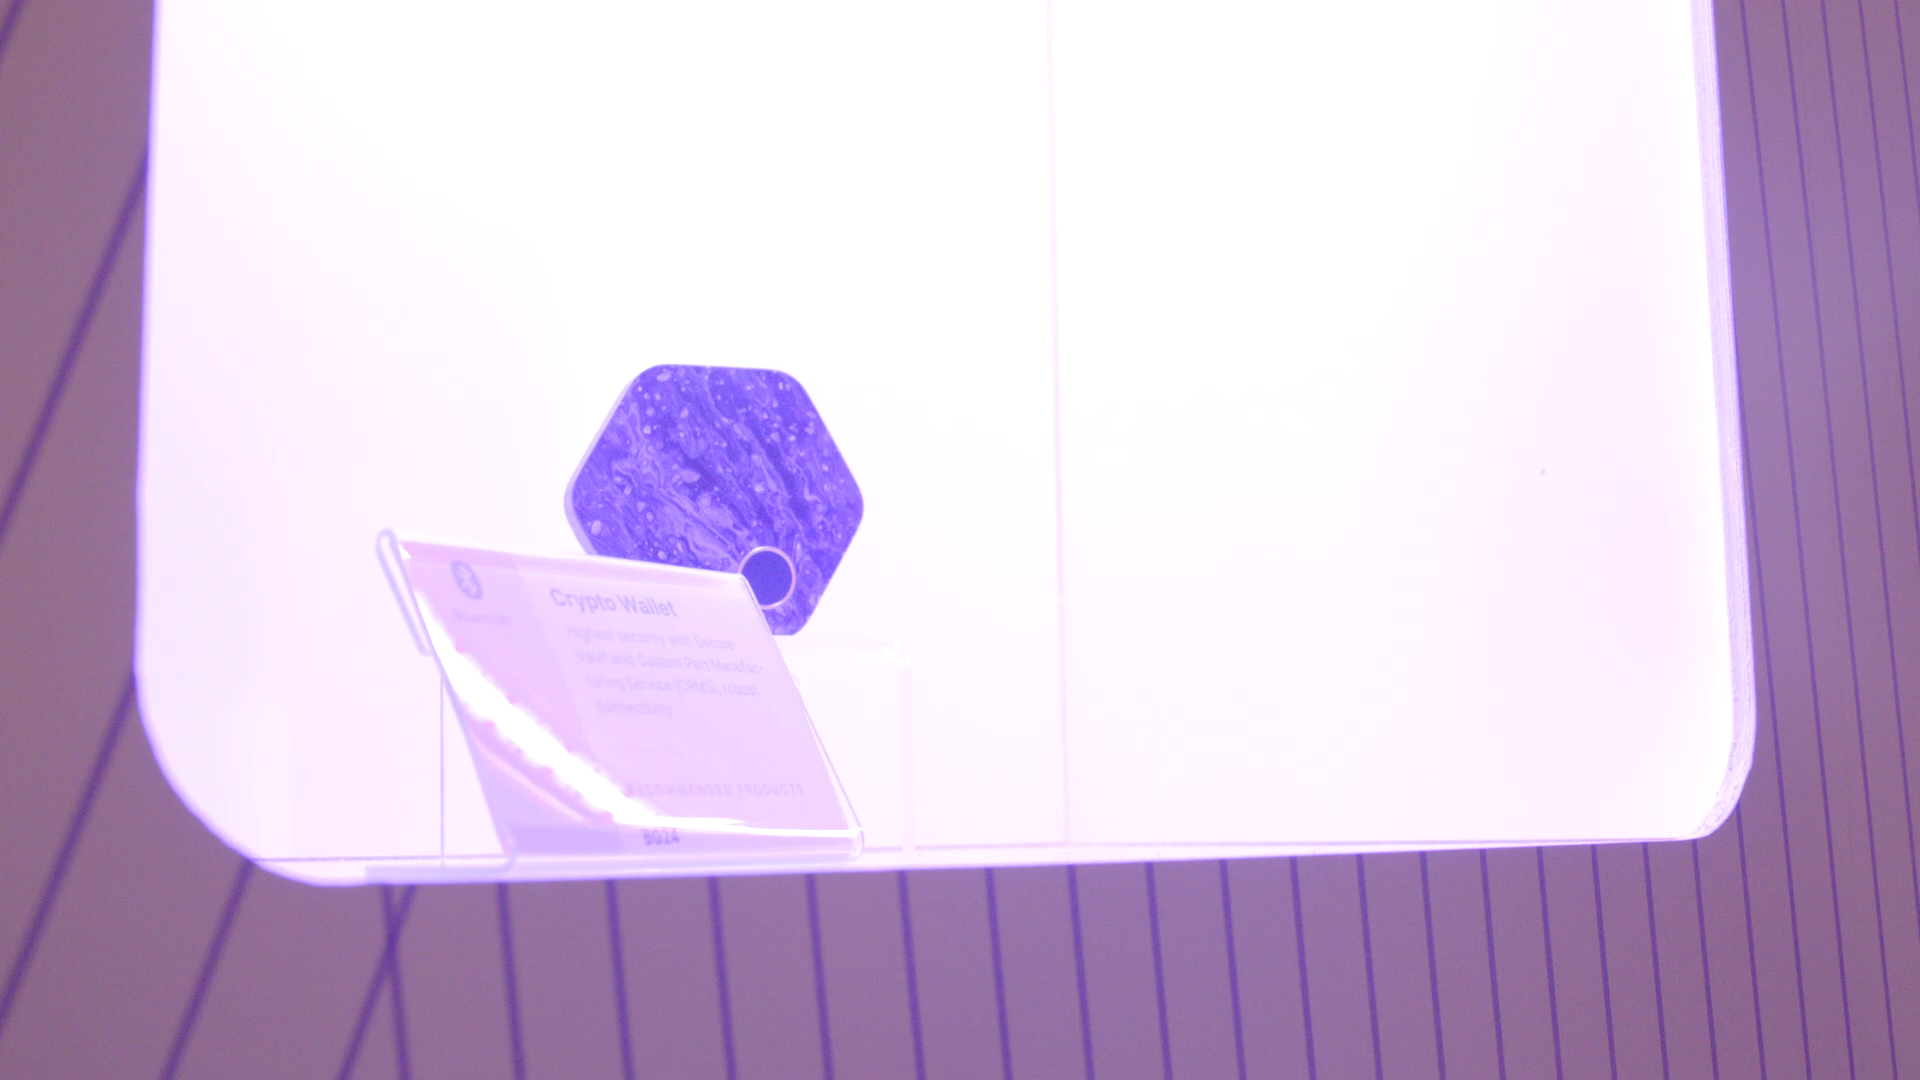 Bluetooth
Crypto Wallet
Highest security with Secure
Vault and Custom Part Manufac-
turing Service (CPMS), robust
connectivity
RECOMMENDED PRODUCTS
BG24